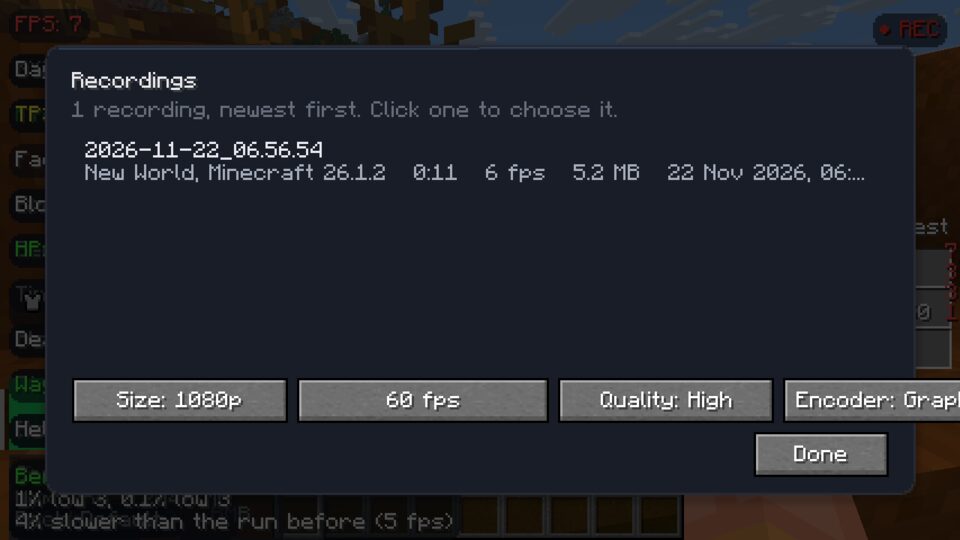 FPS: 7
REC
Recordings
1 recording, newest first. Click one to choose it.
2026-11-22_06.56.54
New World, Minecraft 26.1.2 0:11 6 fps 5.2 MB 22 Nov 2026, 06:...
Size: 1080p
60 fps
Quality: High
Encoder: Grap
Done
1% low 3, 0.1% low 3
4% slower than the run before (5 fps)